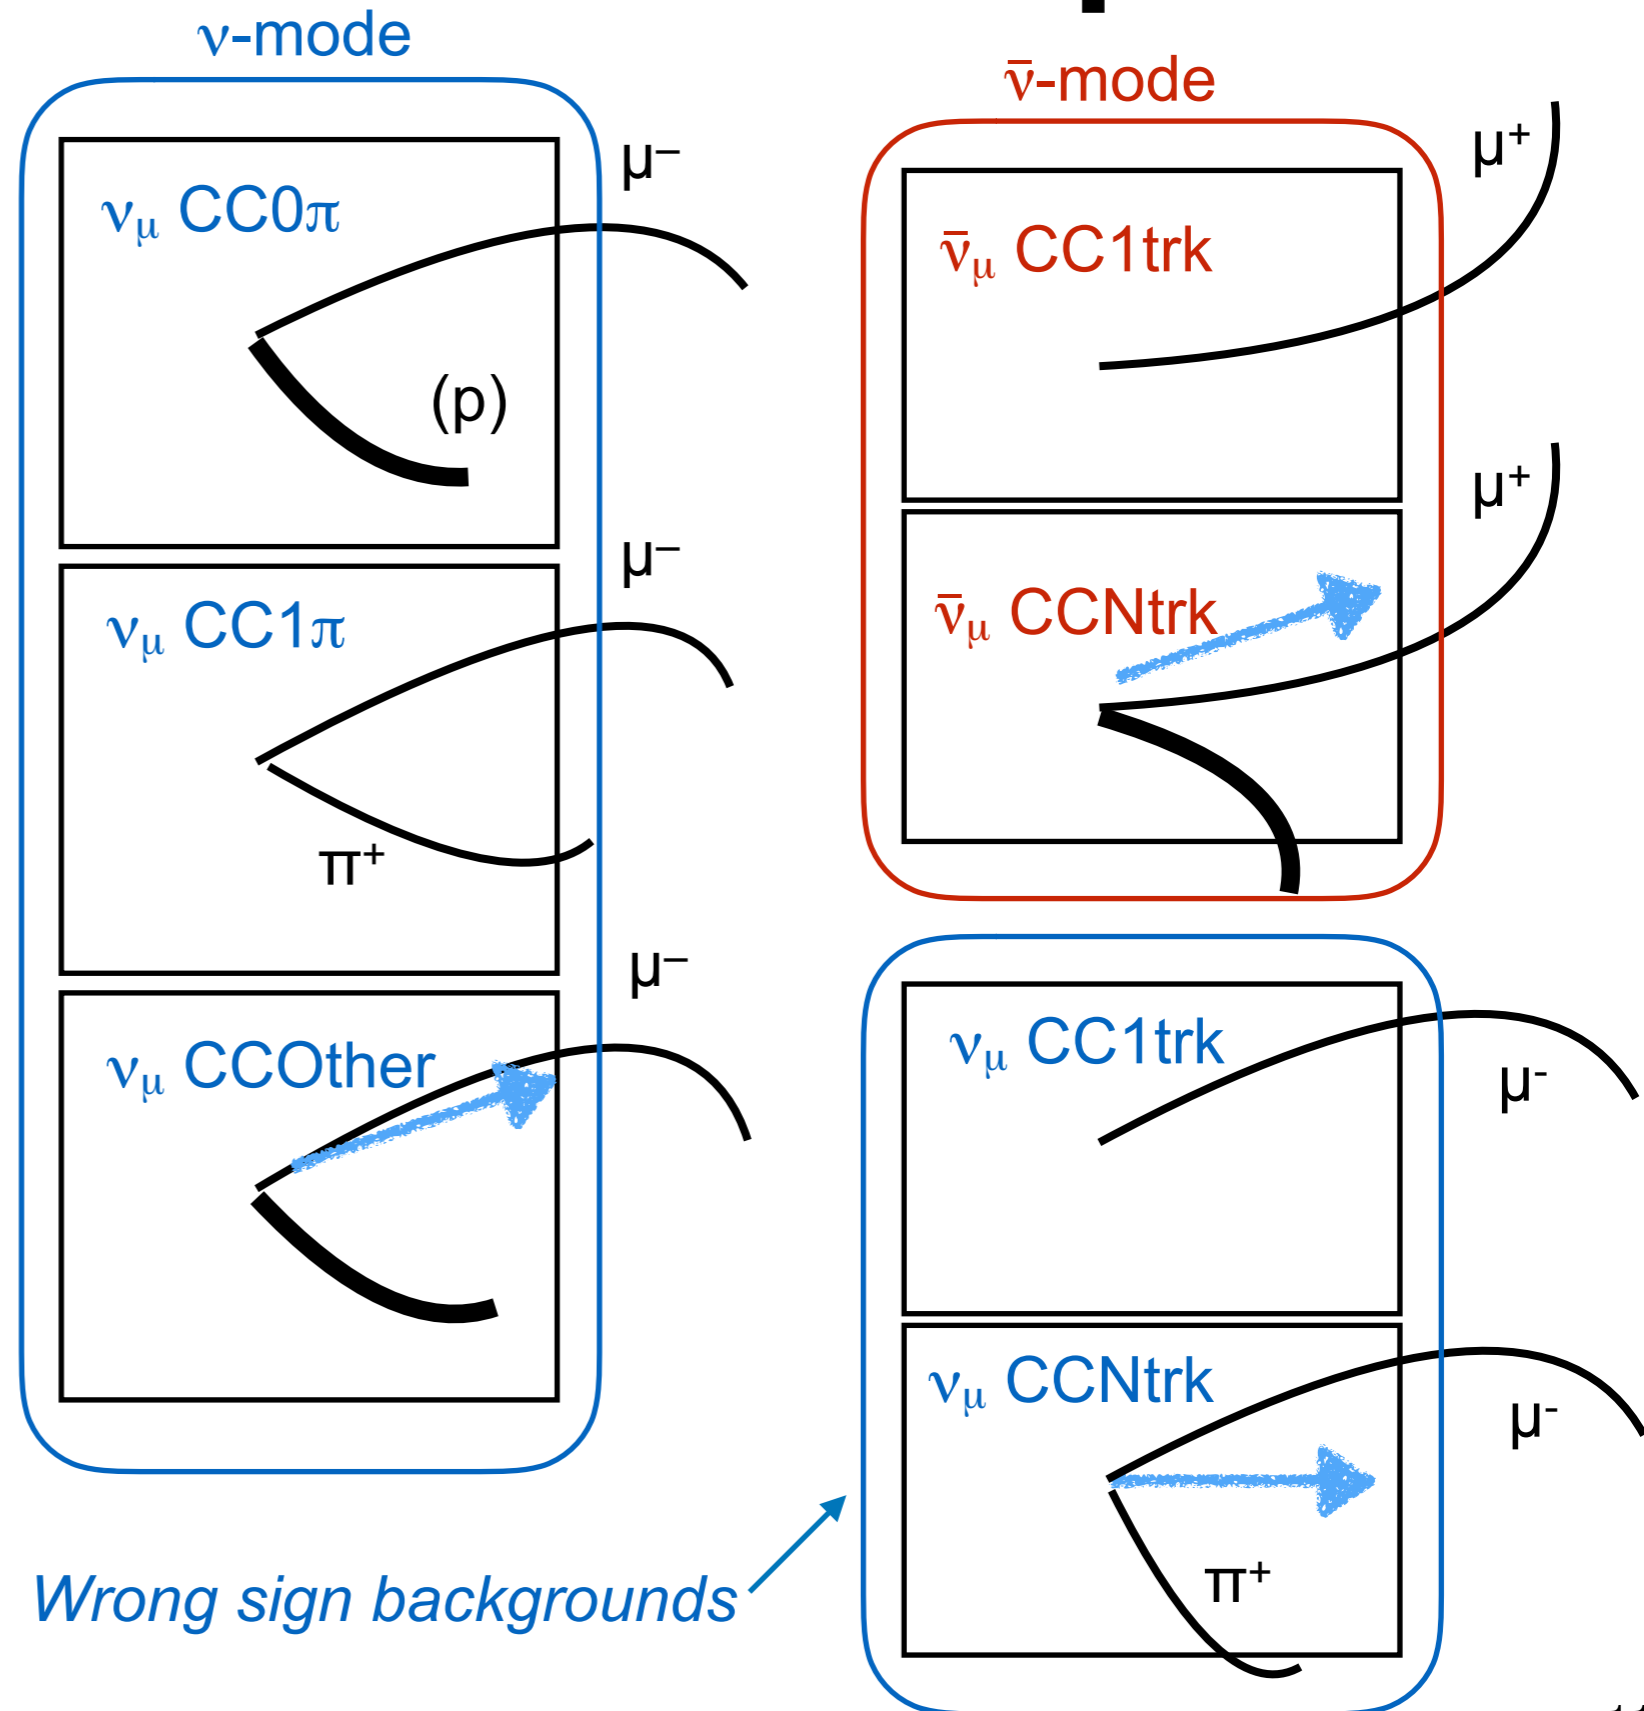 ν-mode
νμ CC0π
μ–
(p)
νμ CC1π
μ–
π+
νμ CCOther
μ–
ν̄-mode
ν̄μ CC1trk
μ+
ν̄μ CCNtrk
μ+
νμ CC1trk
μ-
νμ CCNtrk
μ-
π+
Wrong sign backgrounds